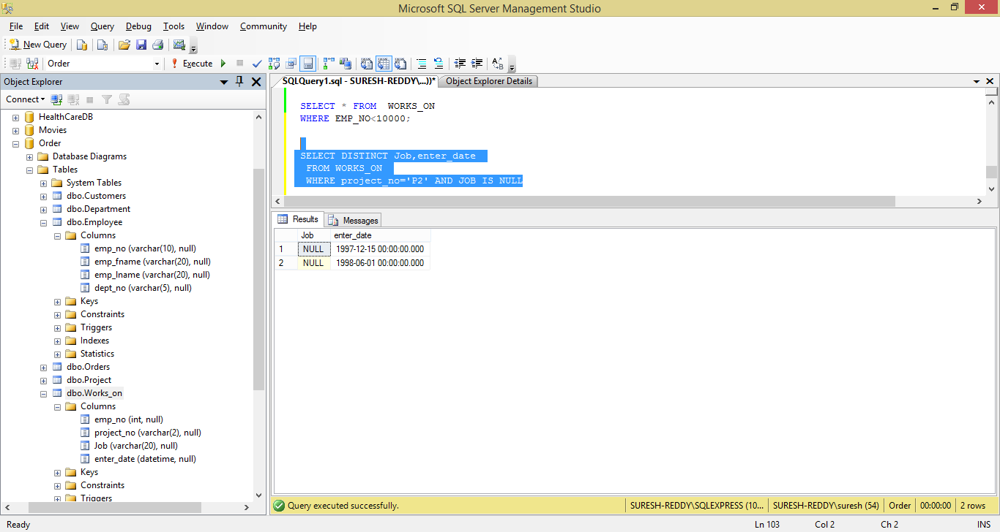 Microsoft SQL Server Management Studio
File Edit View Query Debug Tools Window Community Help
New Query
Order Execute
Object Explorer
Connect
HealthCareDB
Movies
Order
Database Diagrams
Tables
System Tables
dbo.Customers
dbo.Department
dbo.Employee
Columns
emp_no (varchar(10), null)
emp_fname (varchar(20), null)
emp_lname (varchar(20), null)
dept_no (varchar(5), null)
Keys
Constraints
Triggers
Indexes
Statistics
dbo.Orders
dbo.Project
dbo.Works_on
Columns
emp_no (int, null)
project_no (varchar(2), null)
Job (varchar(20), null)
enter_date (datetime, null)
Keys
Constraints
Triggers
SQLQuery1.sql - SURESH-REDDY\...))* Object Explorer Details
SELECT * FROM WORKS_ON
WHERE EMP_NO<10000;
SELECT DISTINCT Job,enter_date
FROM WORKS_ON
WHERE project_no='P2' AND JOB IS NULL
Results Messages
Job enter_date
1 NULL 1997-12-15 00:00:00.000
2 NULL 1998-06-01 00:00:00.000
Query executed successfully. SURESH-REDDY\SQLEXPRESS (10... SURESH-REDDY\suresh (54) Order 00:00:00 2 rows
Ready Ln 103 Col 2 Ch 2 INS